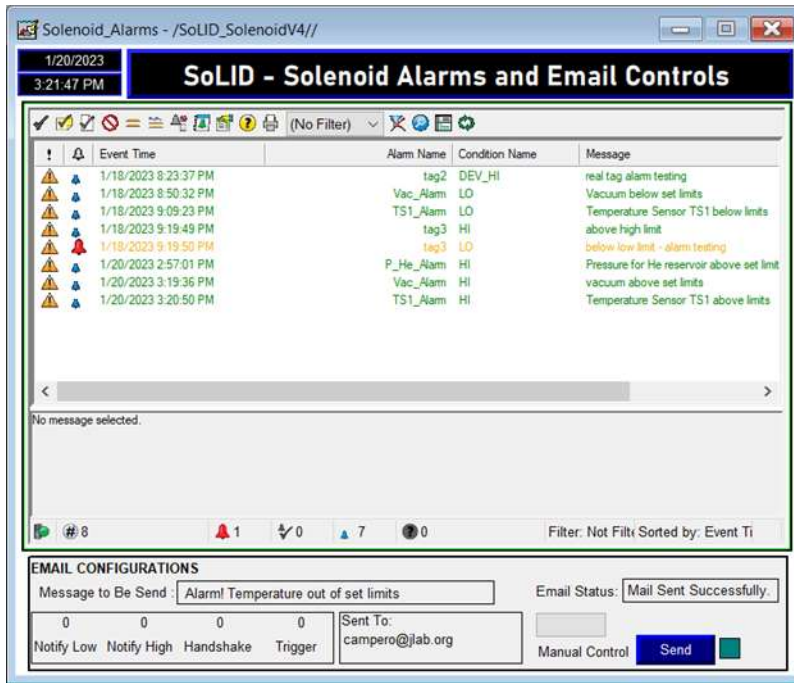 Solenoid_Alarms - /SoLID_SolenoidV4//
1/20/2023
3:21:47 PM
SoLID - Solenoid Alarms and Email Controls
(No Filter)
! Event Time Alarm Name Condition Name Message
1/18/2023 8:23:37 PM tag2 DEV_HI real tag alarm testing
1/18/2023 8:50:32 PM Vac_Alarm LO Vacuum below set limits
1/18/2023 9:09:23 PM TS1_Alarm LO Temperature Sensor TS1 below limits
1/18/2023 9:19:49 PM tag3 HI above high limit
1/18/2023 9:19:50 PM tag3 LO below low limit - alarm testing
1/20/2023 2:57:01 PM P_He_Alarm HI Pressure for He reservoir above set limit
1/20/2023 3:19:36 PM Vac_Alarm HI vacuum above set limits
1/20/2023 3:20:50 PM TS1_Alarm HI Temperature Sensor TS1 above limits
No message selected.
# 8 1 0 7 ? 0 Filter: Not Filte Sorted by: Event Ti
EMAIL CONFIGURATIONS
Message to Be Send : Alarm! Temperature out of set limits Email Status: Mail Sent Successfully.
0 0 0 0 Sent To:
Notify Low Notify High Handshake Trigger campero@jlab.org
Manual Control Send